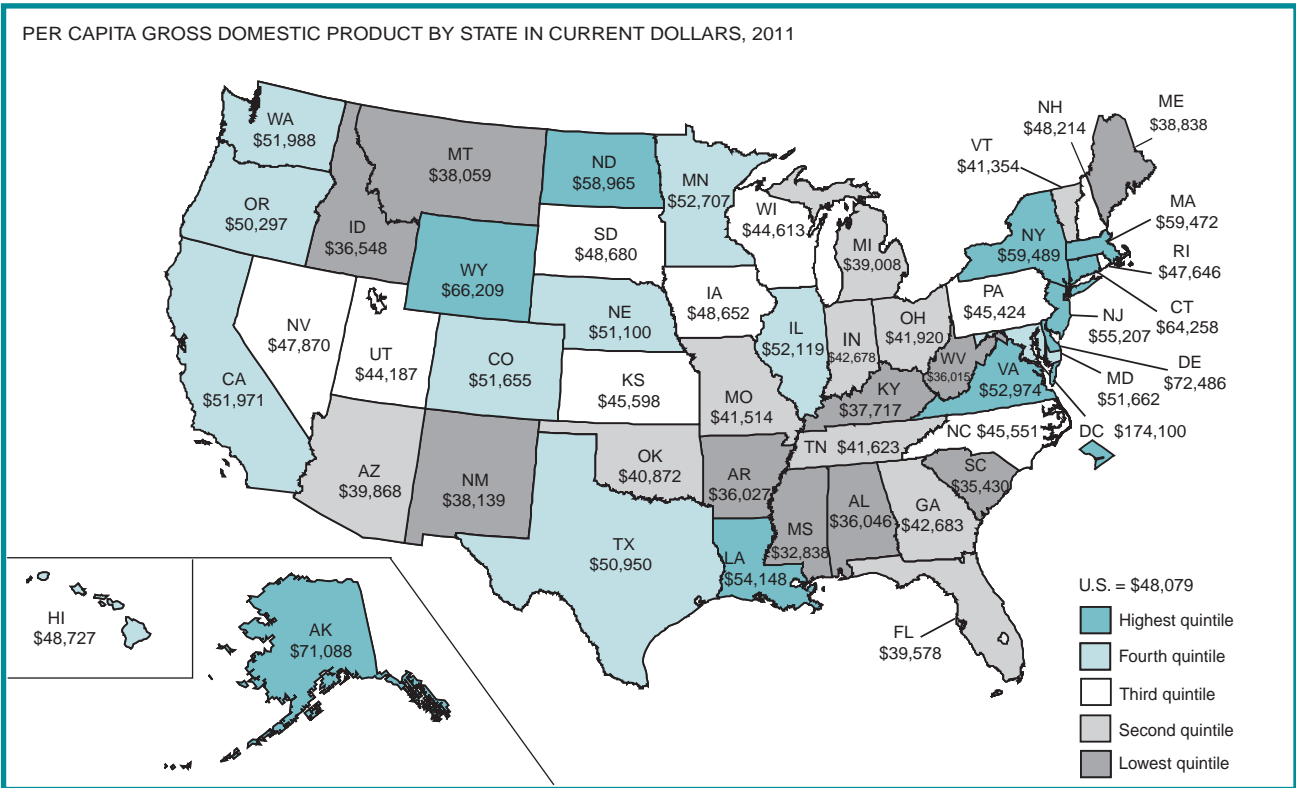 PER CAPITA GROSS DOMESTIC PRODUCT BY STATE IN CURRENT DOLLARS, 2011
WA
$51,988
OR
$50,297
CA
$51,971
ID
$36,548
MT
$38,059
NV
$47,870
UT
$44,187
AZ
$39,868
WY
$66,209
CO
$51,655
NM
$38,139
ND
$58,965
SD
$48,680
NE
$51,100
KS
$45,598
OK
$40,872
TX
$50,950
MN
$52,707
IA
$48,652
MO
$41,514
AR
$36,027
LA
$54,148
WI
$44,613
IL
$52,119
MI
$39,008
IN
$42,678
OH
$41,920
KY
$37,717
TN $41,623
MS
$32,838
AL
$36,046
GA
$42,683
FL
$39,578
SC
$35,430
NC $45,551
WV
$36,015
VA
$52,974
PA
$45,424
NY
$59,489
VT
$41,354
NH
$48,214
ME
$38,838
MA
$59,472
RI
$47,646
CT
$64,258
NJ
$55,207
DE
$72,486
MD
$51,662
DC $174,100
HI
$48,727
AK
$71,088
U.S. = $48,079
Highest quintile
Fourth quintile
Third quintile
Second quintile
Lowest quintile